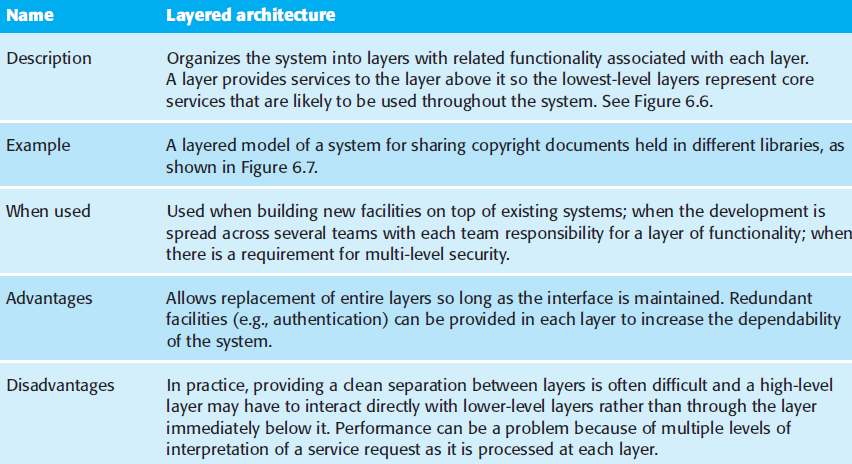 Name Layered architecture
Description Organizes the system into layers with related functionality associated with each layer.
A layer provides services to the layer above it so the lowest-level layers represent core
services that are likely to be used throughout the system. See Figure 6.6.
Example A layered model of a system for sharing copyright documents held in different libraries, as
shown in Figure 6.7.
When used Used when building new facilities on top of existing systems; when the development is
spread across several teams with each team responsibility for a layer of functionality; when
there is a requirement for multi-level security.
Advantages Allows replacement of entire layers so long as the interface is maintained. Redundant
facilities (e.g., authentication) can be provided in each layer to increase the dependability
of the system.
Disadvantages In practice, providing a clean separation between layers is often difficult and a high-level
layer may have to interact directly with lower-level layers rather than through the layer
immediately below it. Performance can be a problem because of multiple levels of
interpretation of a service request as it is processed at each layer.